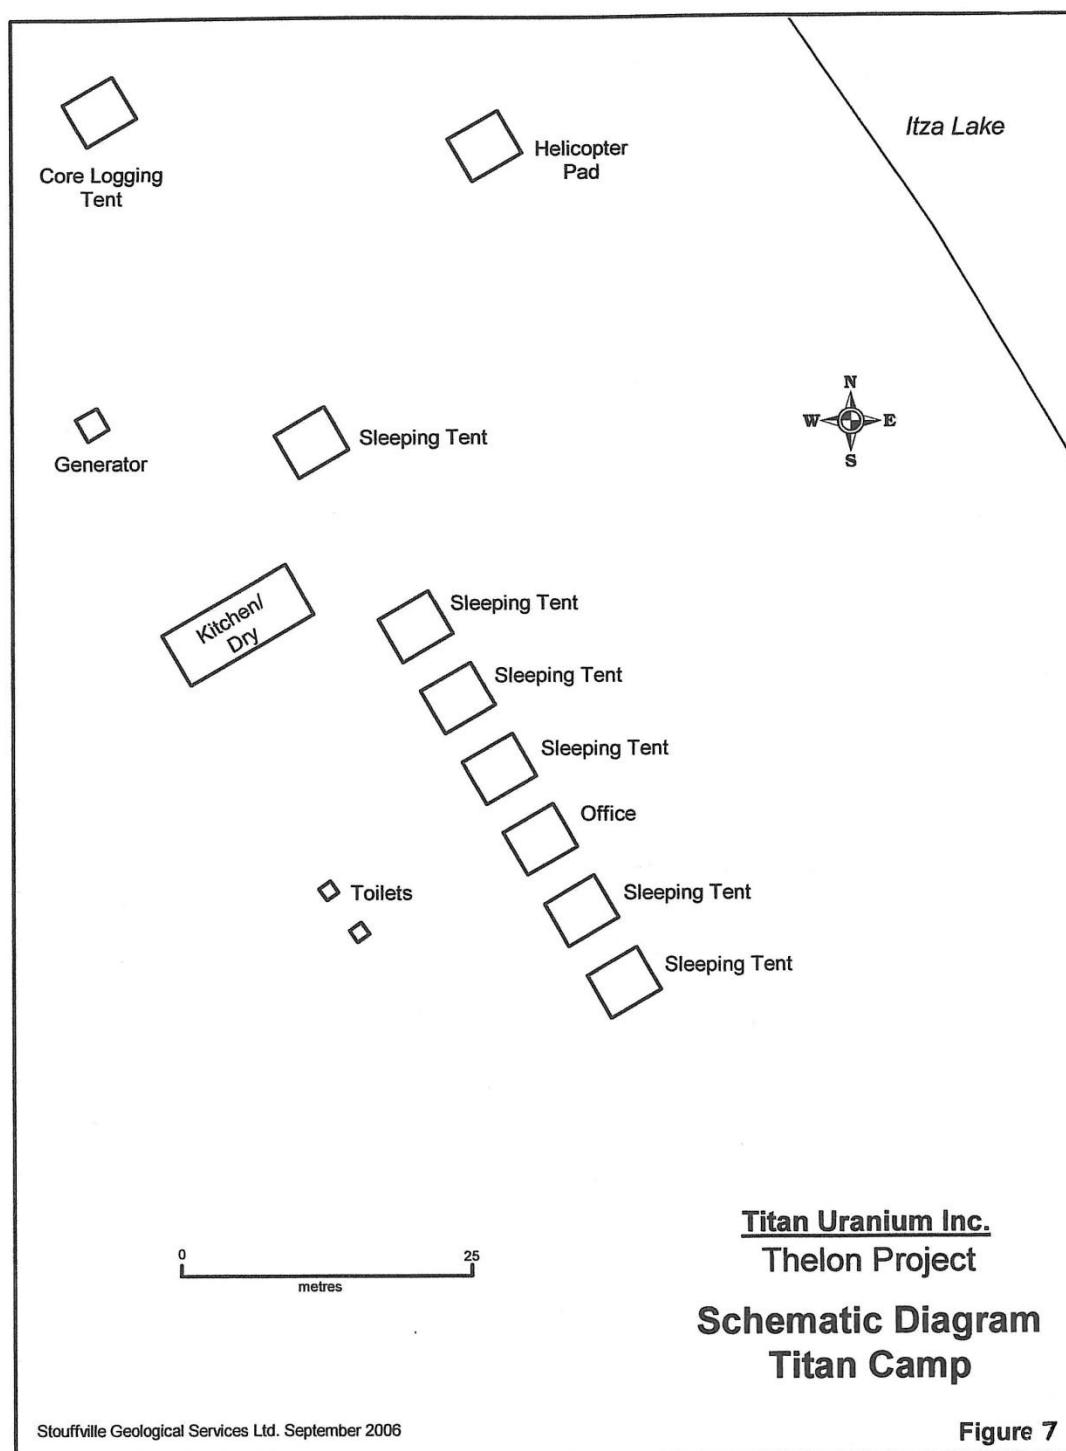 Itza Lake
Core Logging
Tent
Helicopter
Pad
N
W
E
S
Generator
Sleeping Tent
Kitchen/
Dry
Sleeping Tent
Sleeping Tent
Sleeping Tent
Office
Toilets
Sleeping Tent
Sleeping Tent
0
25
metres
Titan Uranium Inc.
Thelon Project
Schematic Diagram
Titan Camp
Stouffville Geological Services Ltd. September 2006
Figure 7